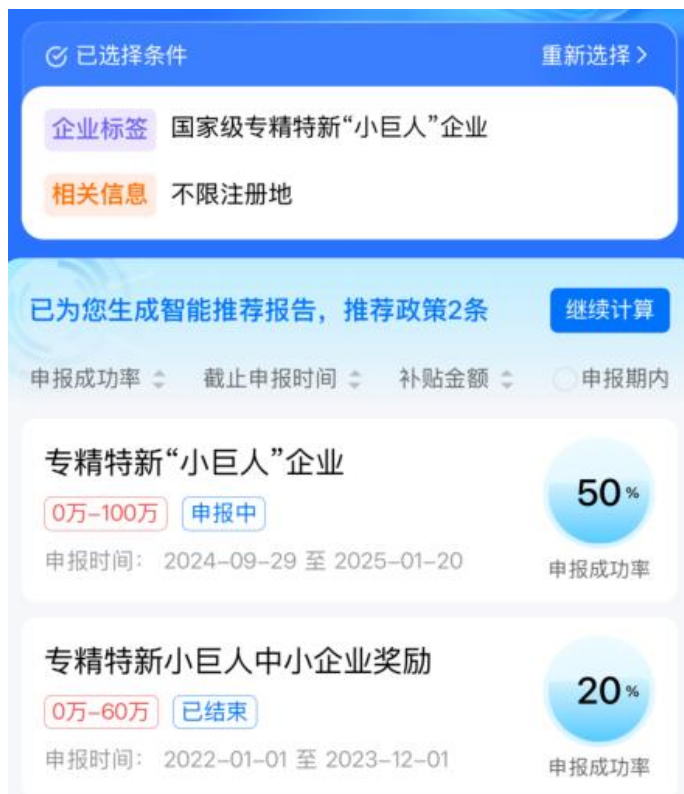 已选择条件 重新选择
企业标签 国家级专精特新“小巨人”企业
相关信息 不限注册地
已为您生成智能推荐报告，推荐政策2条 继续计算
申报成功率 截止申报时间 补贴金额 申报期内
专精特新“小巨人”企业
50%
0万-100万 申报中
申报时间： 2024-09-29 至 2025-01-20
申报成功率
专精特新小巨人中小企业奖励
20%
0万-60万 已结束
申报时间： 2022-01-01 至 2023-12-01
申报成功率